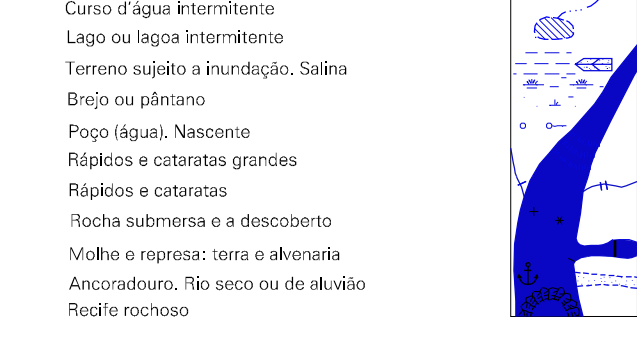 Curso d'água intermitente
Lago ou lagoa intermitente
Terreno sujeito a inundação. Salina
Brejo ou pântano
Poço (água). Nascente
Rápidos e cataratas grandes
Rápidos e cataratas
Rocha submersa e a descoberto
Molhe e represa: terra e alvenaria
Ancoradouro. Rio seco ou de aluvião
Recife rochoso